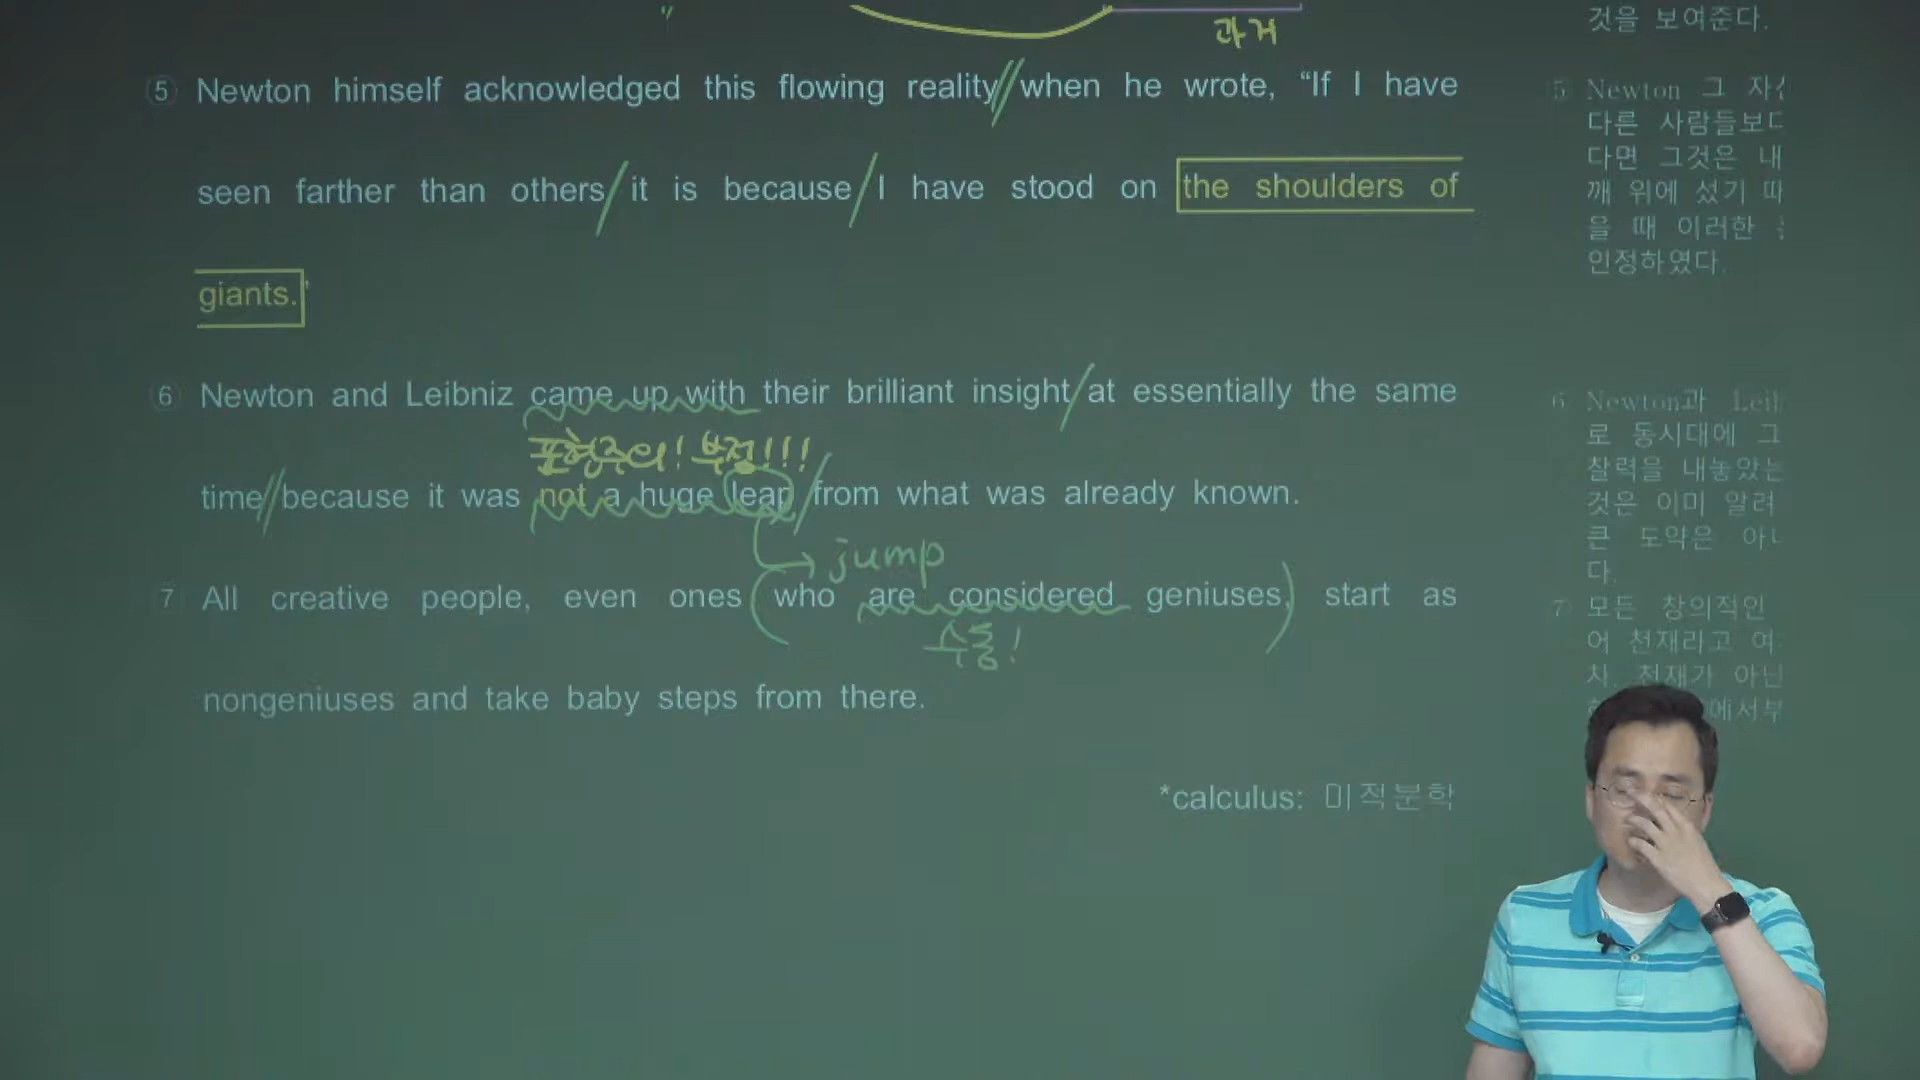 과거
⑤ Newton himself acknowledged this flowing reality when he wrote, “If I have
seen farther than others it is because I have stood on the shoulders of
giants.'
⑥ Newton and Leibniz came up with their brilliant insight at essentially the same
표현주의! 부정!!!
time because it was not a huge leap from what was already known.
jump
7 All creative people, even ones (who are considered geniuses,) start as
수동!
nongeniuses and take baby steps from there.
*calculus: 미적분학
것을 보여준다.
5 Newton 그
다른 사람들보다
다면 그것은 내
깨 위에 섰기 때
을 때 이러한
인정하였다.
6 Newton과
로 동시대에 그
찰력을 내놓았는
것은 이미 알려
큰 도약은
다.
7 모든 창의적인
어 천재라고
차, 천재가
에서부